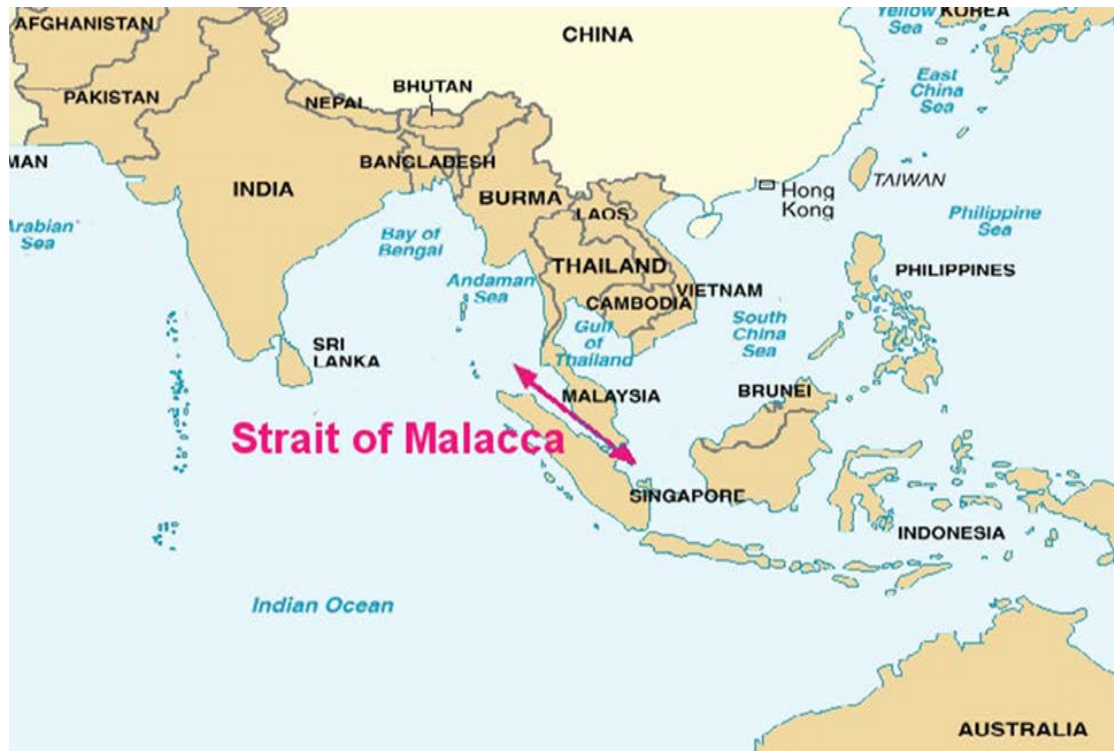 AFGHANISTAN
CHINA
Yellow
Sea
KOREA
PAKISTAN
NEPAL
BHUTAN
East
China
Sea
MAN
BANGLADESH
INDIA
BURMA
Hong
Kong
TAIWAN
Arabian
Sea
Bay of
Bengal
LAOS
Philippine
Sea
Andaman
Sea
THAILAND
PHILIPPINES
VIETNAM
CAMBODIA
Gulf
of
Thailand
South
China
Sea
SRI
LANKA
MALAYSIA
BRUNEI
Strait of Malacca
SINGAPORE
INDONESIA
Indian Ocean
AUSTRALIA